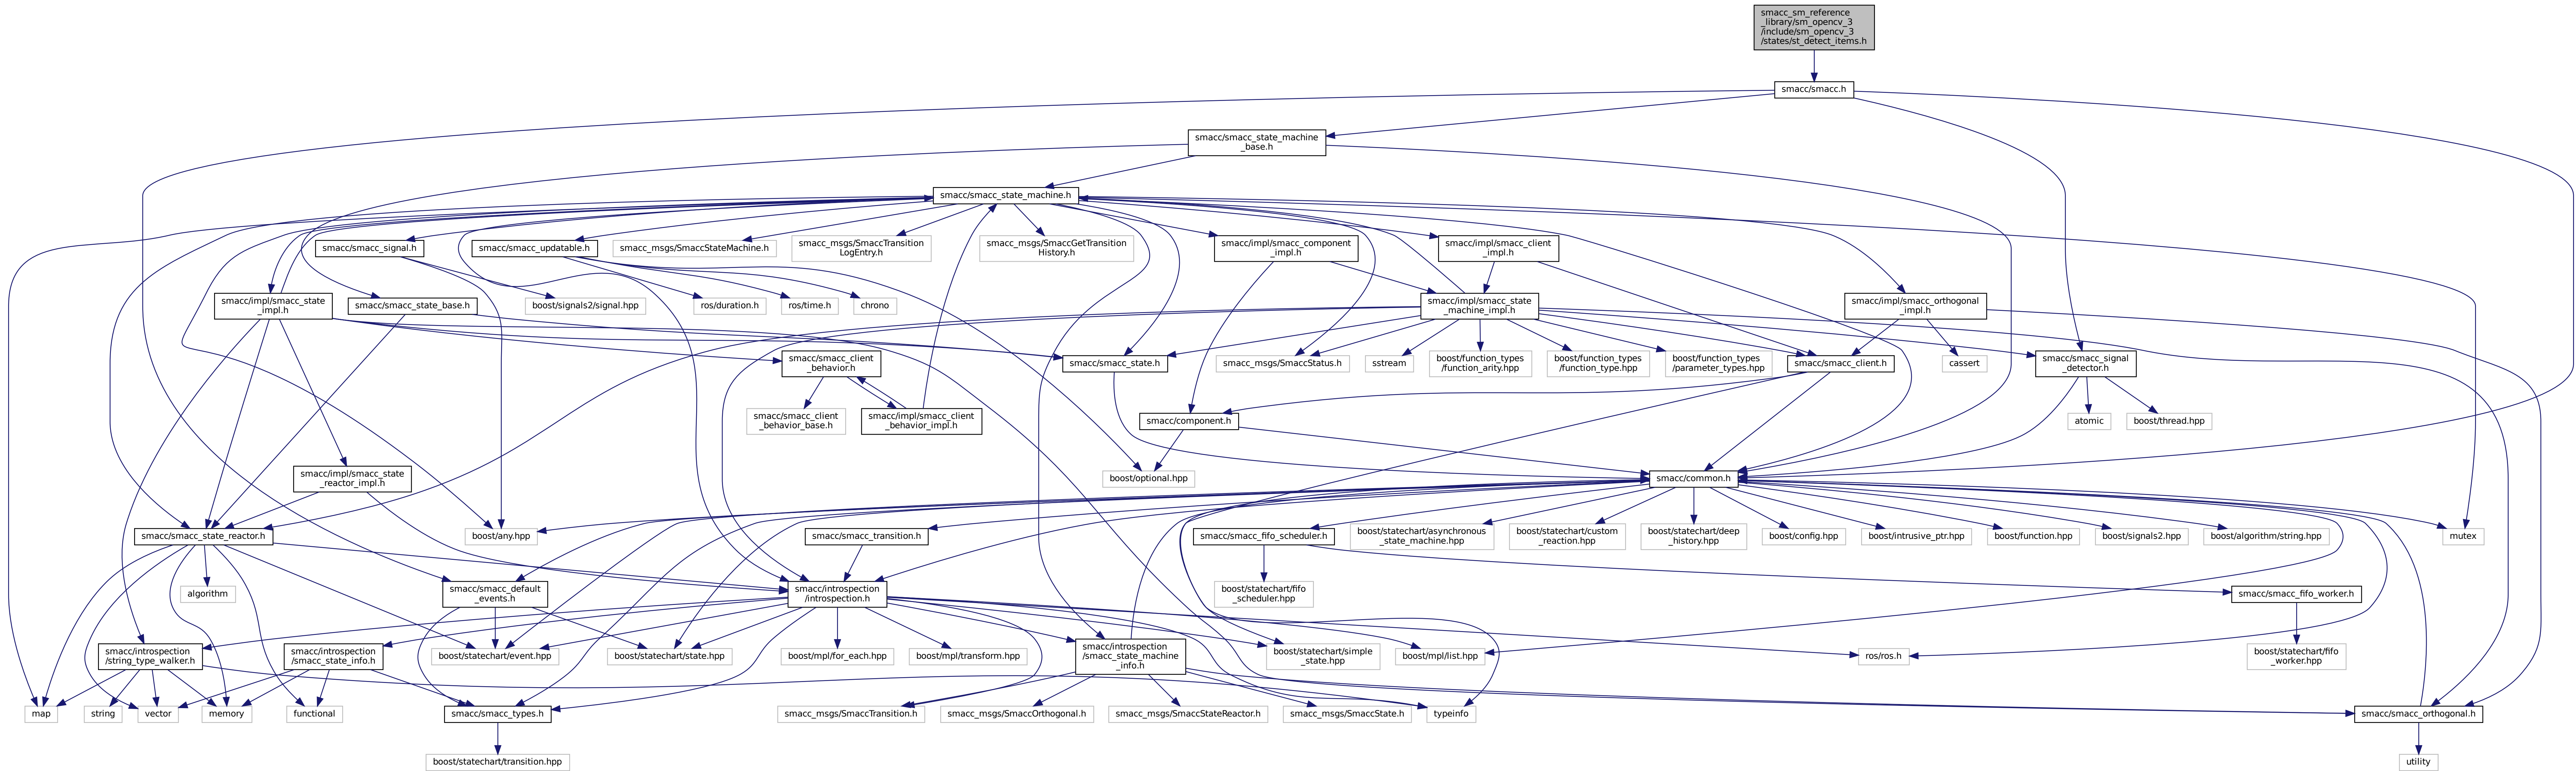 smacc_sm_reference
_library/sm_opencv_3
/include/sm_opencv_3
/states/st_detect_items.h
smacc/smacc.h
smacc/smacc_state_machine
_base.h
smacc/smacc_state_machine.h
smacc/smacc_signal.h
smacc/smacc_updatable.h
smacc_msgs/SmaccStateMachine.h
smacc_msgs/SmaccTransition
LogEntry.h
smacc_msgs/SmaccGetTransition
History.h
smacc/impl/smacc_component
_impl.h
smacc/impl/smacc_client
_impl.h
smacc/impl/smacc_state
_impl.h
smacc/smacc_state_base.h
boost/signals2/signal.hpp
ros/duration.h
ros/time.h
chrono
smacc/impl/smacc_state
_machine_impl.h
smacc/impl/smacc_orthogonal
_impl.h
smacc/smacc_client
_behavior.h
smacc/smacc_state.h
smacc_msgs/SmaccStatus.h
sstream
boost/function_types
/function_arity.hpp
boost/function_types
/function_type.hpp
boost/function_types
/parameter_types.hpp
smacc/smacc_client.h
cassert
smacc/smacc_signal
_detector.h
smacc/smacc_client
_behavior_base.h
smacc/impl/smacc_client
_behavior_impl.h
smacc/component.h
atomic
boost/thread.hpp
smacc/impl/smacc_state
_reactor_impl.h
boost/optional.hpp
smacc/common.h
smacc/smacc_state_reactor.h
boost/any.hpp
smacc/smacc_transition.h
smacc/smacc_fifo_scheduler.h
boost/statechart/asynchronous
_state_machine.hpp
boost/statechart/custom
_reaction.hpp
boost/statechart/deep
_history.hpp
boost/config.hpp
boost/intrusive_ptr.hpp
boost/function.hpp
boost/signals2.hpp
boost/algorithm/string.hpp
mutex
algorithm
smacc/smacc_default
_events.h
smacc/introspection
/introspection.h
boost/statechart/fifo
_scheduler.hpp
smacc/smacc_fifo_worker.h
smacc/introspection
/string_type_walker.h
smacc/introspection
/smacc_state_info.h
boost/statechart/event.hpp
boost/statechart/state.hpp
boost/mpl/for_each.hpp
boost/mpl/transform.hpp
smacc/introspection
/smacc_state_machine
_info.h
boost/statechart/simple
_state.hpp
boost/mpl/list.hpp
ros/ros.h
boost/statechart/fifo
_worker.hpp
map
string
vector
memory
functional
smacc/smacc_types.h
smacc_msgs/SmaccTransition.h
smacc_msgs/SmaccOrthogonal.h
smacc_msgs/SmaccStateReactor.h
smacc_msgs/SmaccState.h
typeinfo
smacc/smacc_orthogonal.h
boost/statechart/transition.hpp
utility